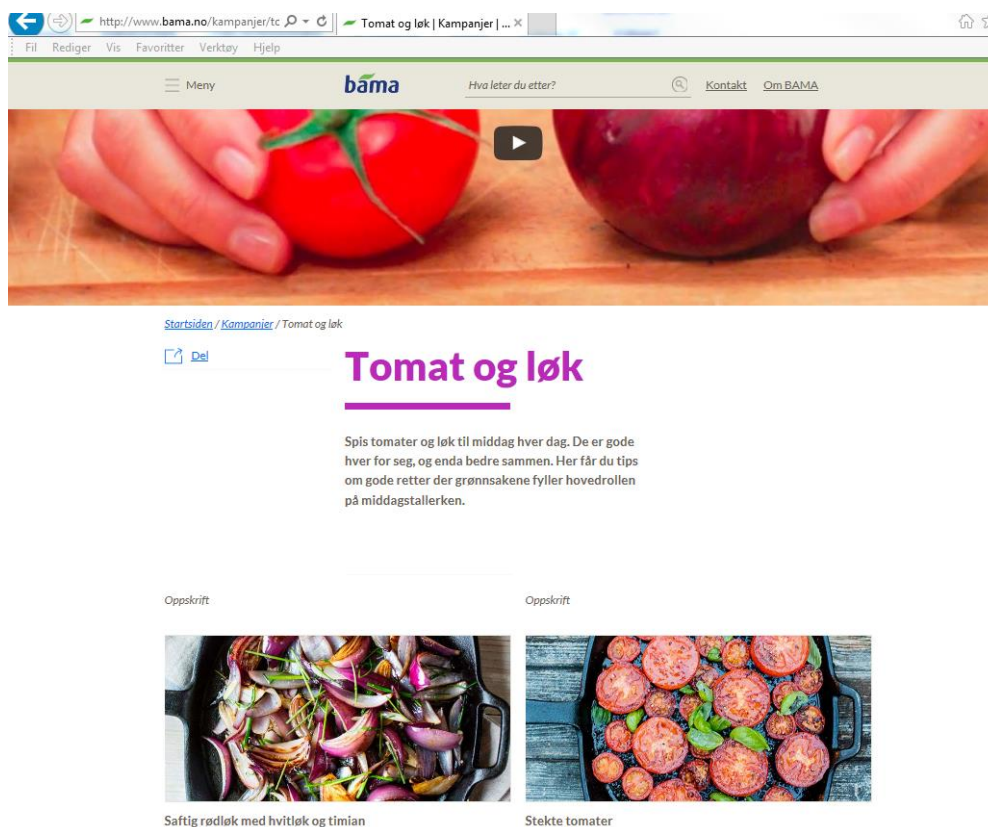 http://www.bama.no/kampanjer/tc
Tomat og løk | Kampanjer | ...
Fil Rediger Vis Favoritter Verktøy Hjelp
Meny
bama
Hva leter du etter?
Kontakt
Om BAMA
Startsiden / Kampanjer / Tomat og løk
Del
Tomat og løk
Spis tomater og løk til middag hver dag. De er gode
hver for seg, og enda bedre sammen. Her får du tips
om gode retter der grønnsakene fyller hovedrollen
på middagstallerken.
Oppskrift
Oppskrift
Saftig rødløk med hvitløk og timian
Stekte tomater